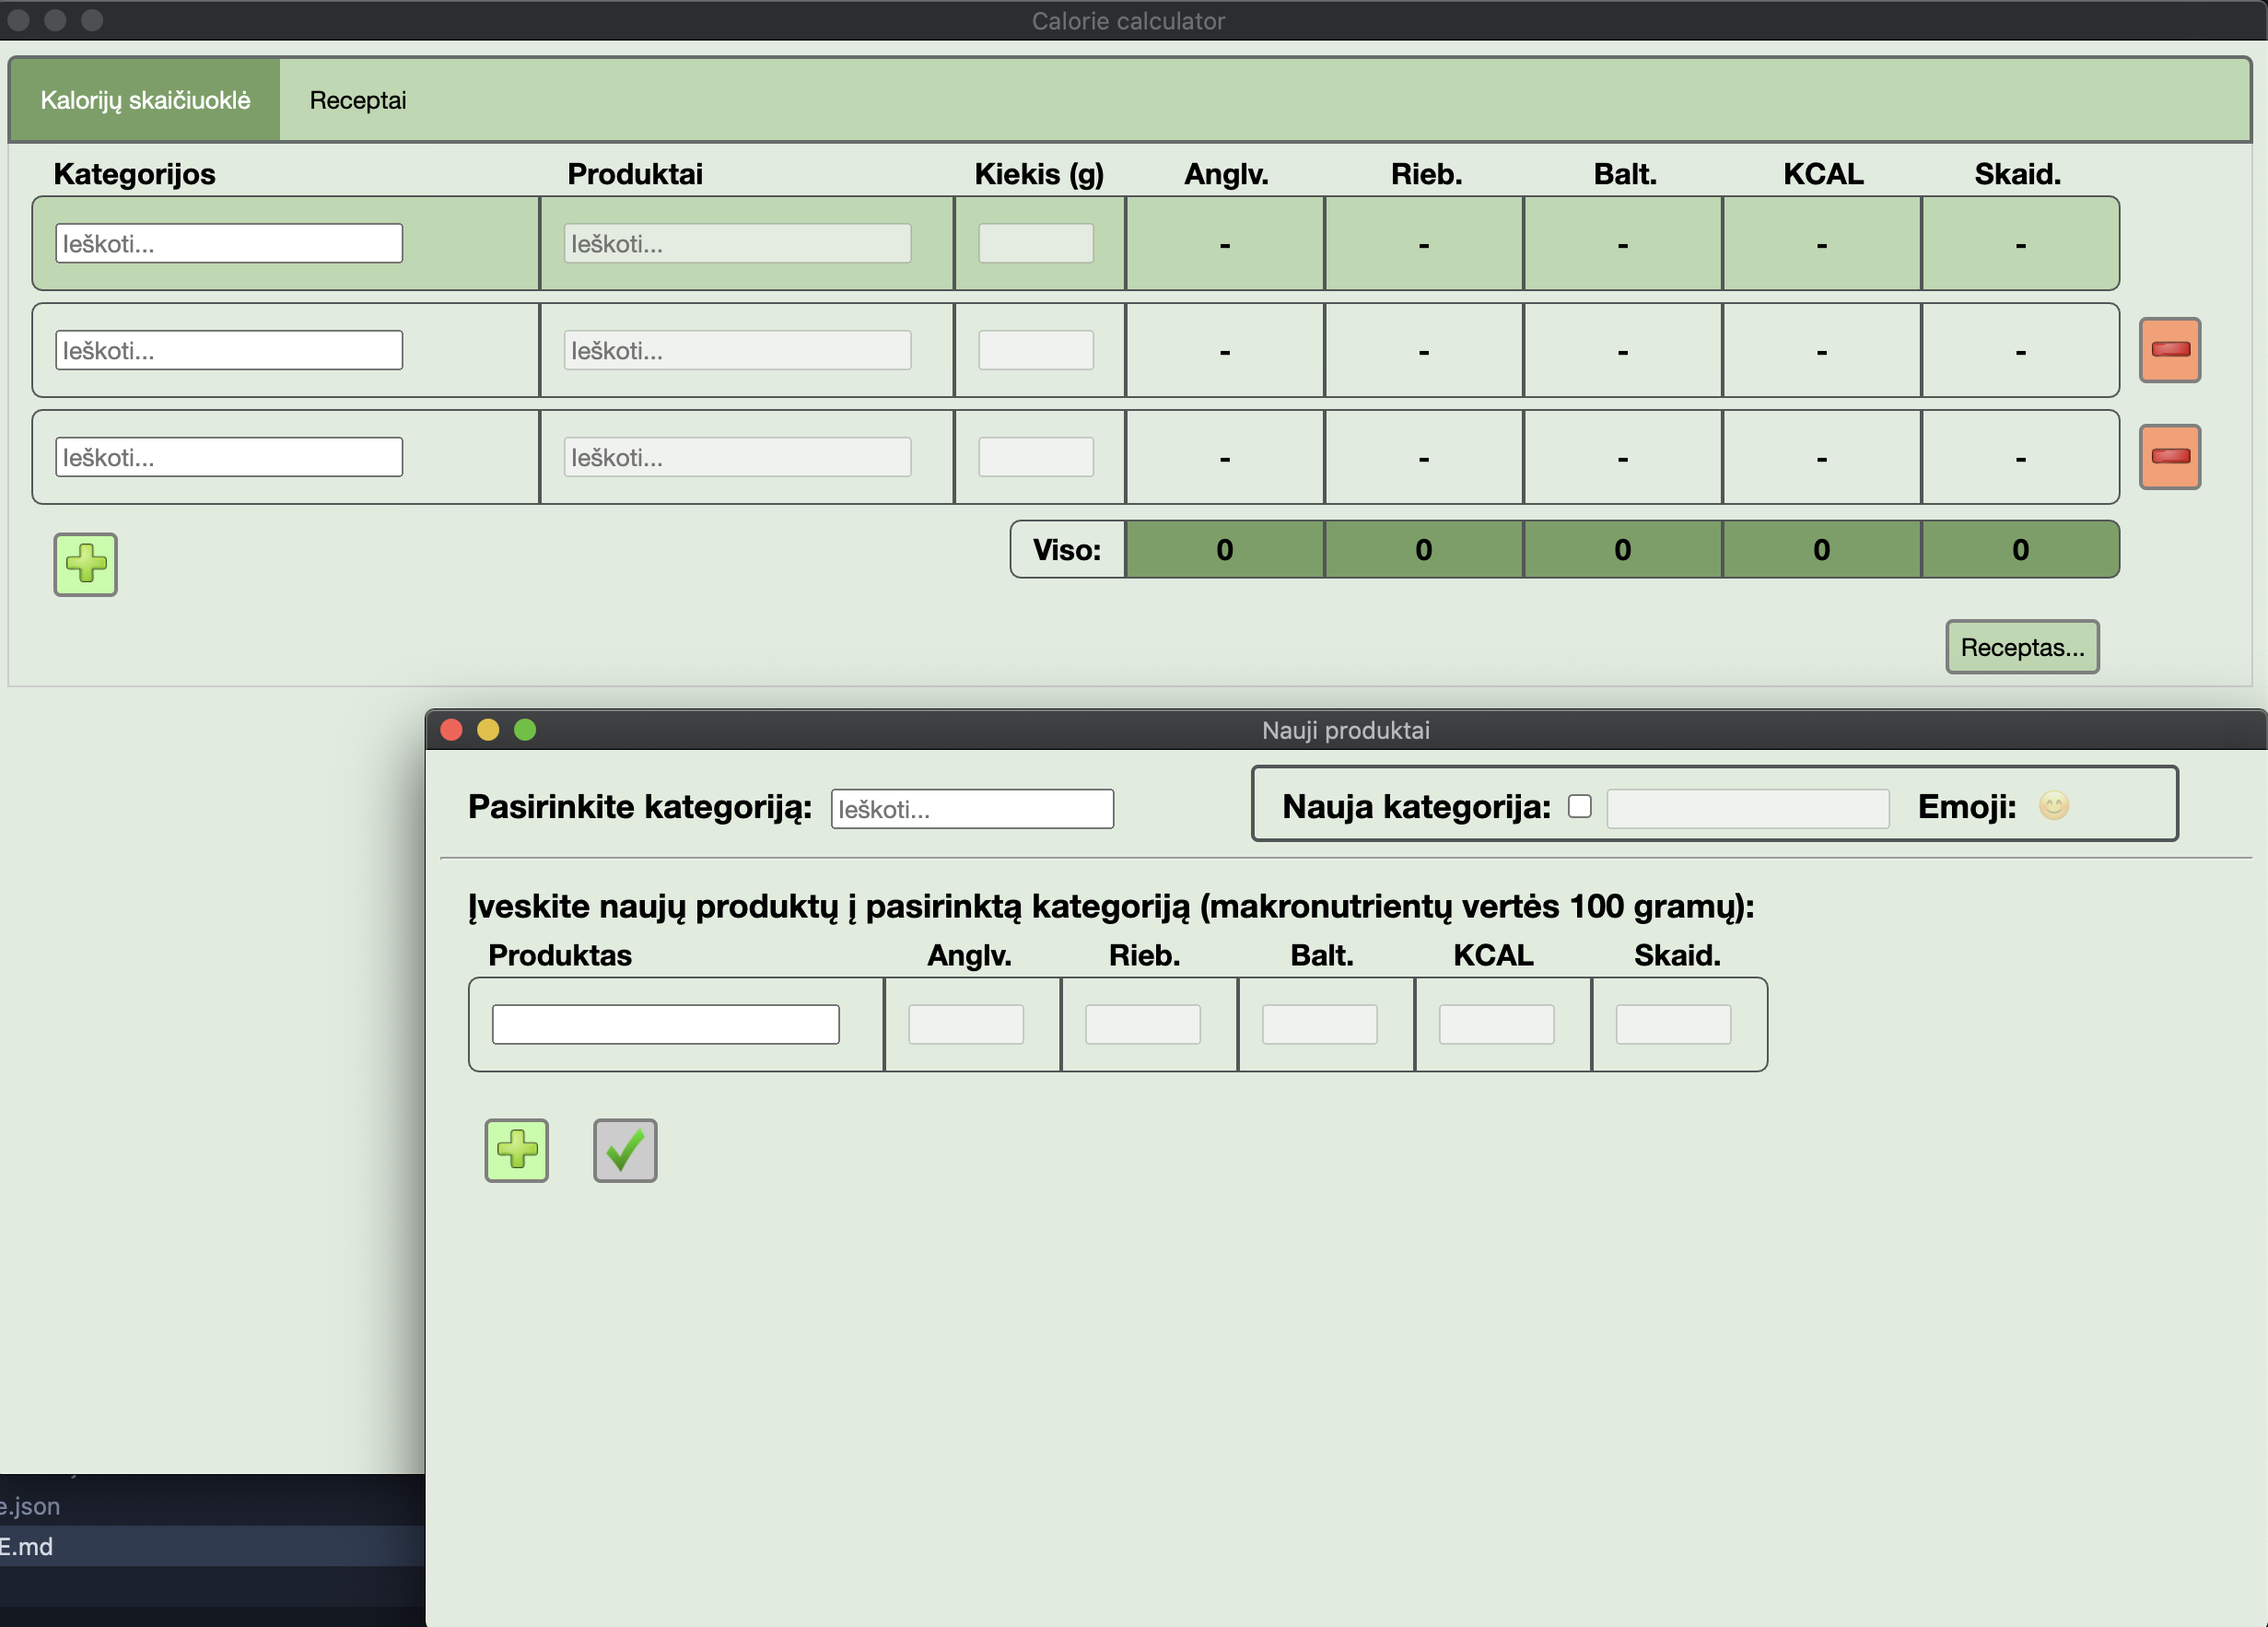 Calorie calculator
Kalorijų skaičiuoklė Receptai
Kategorijos Produktai Kiekis (g) Anglv. Rieb. Balt. KCAL Skaid.
Ieškoti... Ieškoti... - - - - -
Ieškoti... Ieškoti... - - - - -
Ieškoti... Ieškoti... - - - - -
Viso: 0 0 0 0 0
Receptas...
Nauji produktai
Pasirinkite kategoriją: Ieškoti... Nauja kategorija: Emoji:
Įveskite naujų produktų į pasirinktą kategoriją (makronutrientų vertės 100 gramų):
Produktas Anglv. Rieb. Balt. KCAL Skaid.
e.json
E.md